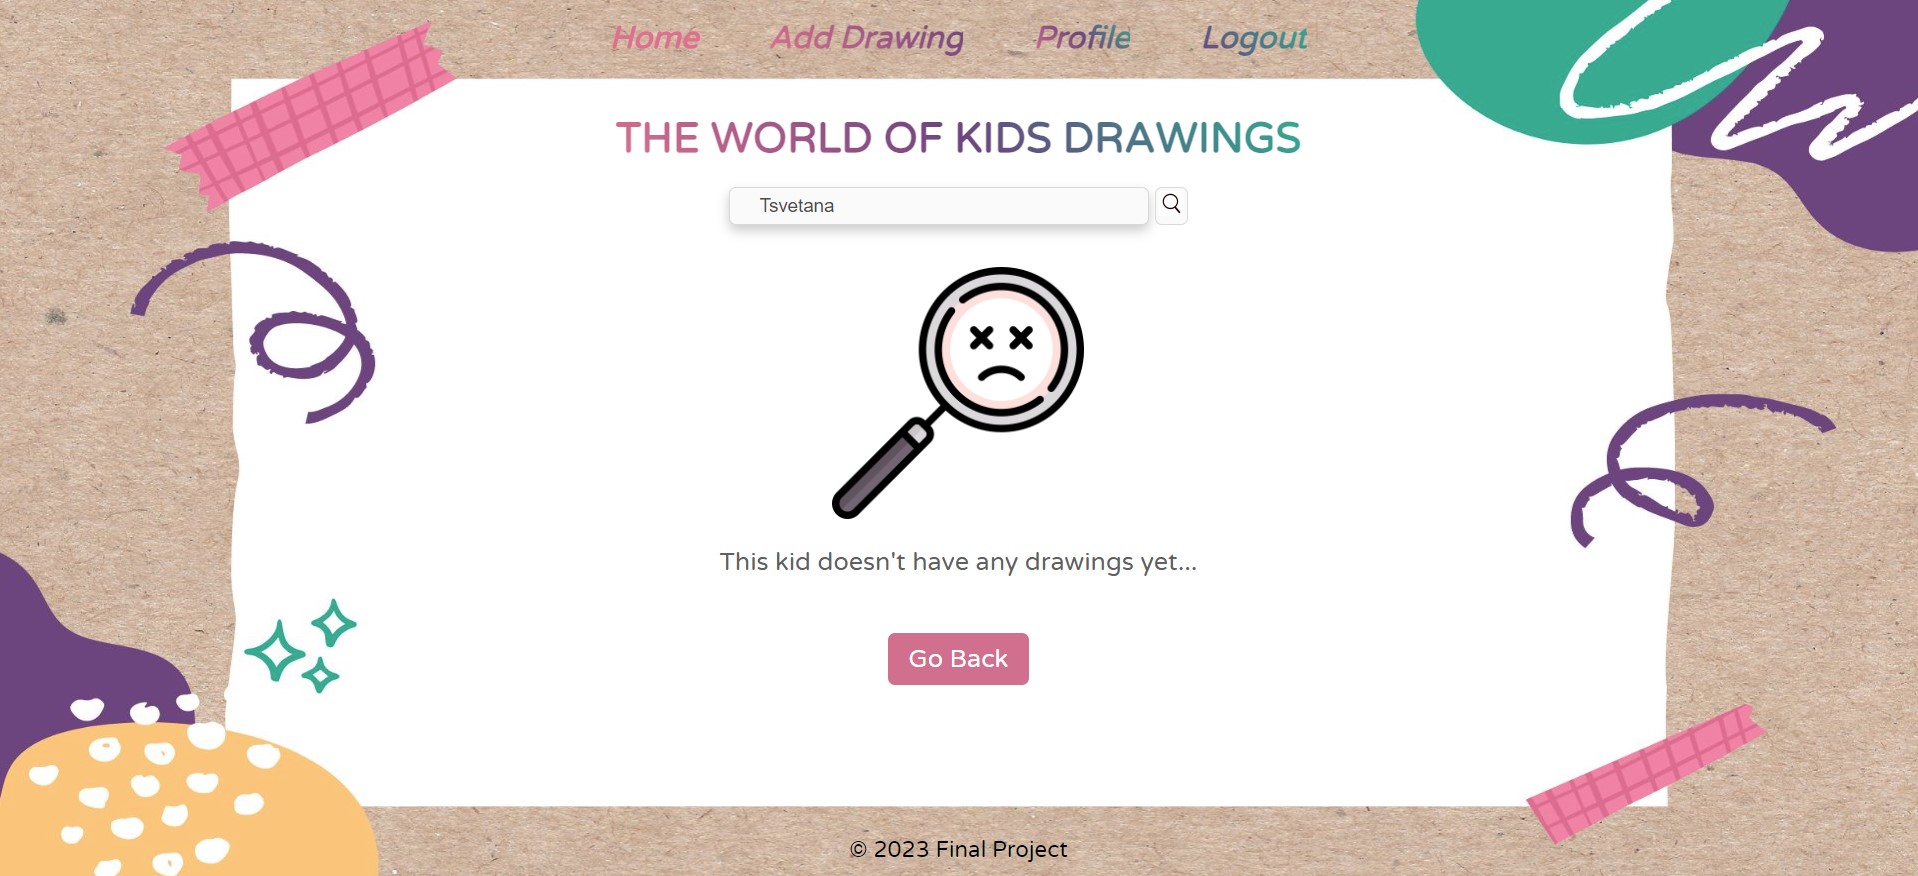 Home Add Drawing Profile Logout
THE WORLD OF KIDS DRAWINGS
Tsvetana
This kid doesn't have any drawings yet...
Go Back
© 2023 Final Project